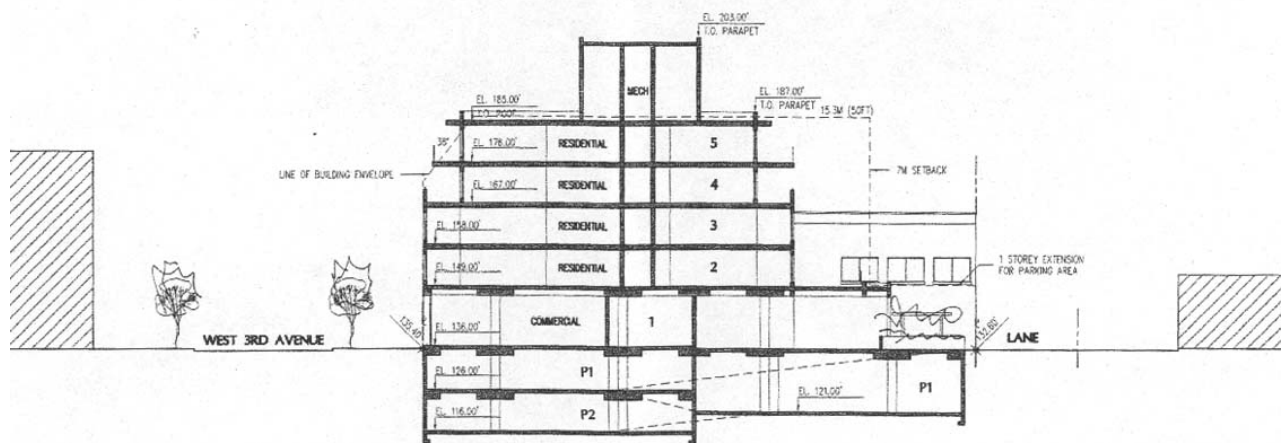 EL. 203.00'
T.O. PARAPET
MECH
EL. 185.00'
T.O. ROOF
EL. 187.00'
T.O. PARAPET
15.3M (50FT)
38°
EL. 176.00'
RESIDENTIAL
5
LINE OF BUILDING ENVELOPE
7M SETBACK
EL. 167.00'
RESIDENTIAL
4
EL. 158.00'
RESIDENTIAL
3
EL. 149.00'
RESIDENTIAL
2
1 STOREY EXTENSION
FOR PARKING AREA
WEST 3RD AVENUE
135.40'
EL. 136.00'
COMMERCIAL
1
132.60'
LANE
EL. 126.00'
P1
EL. 121.00'
P1
EL. 116.00'
P2